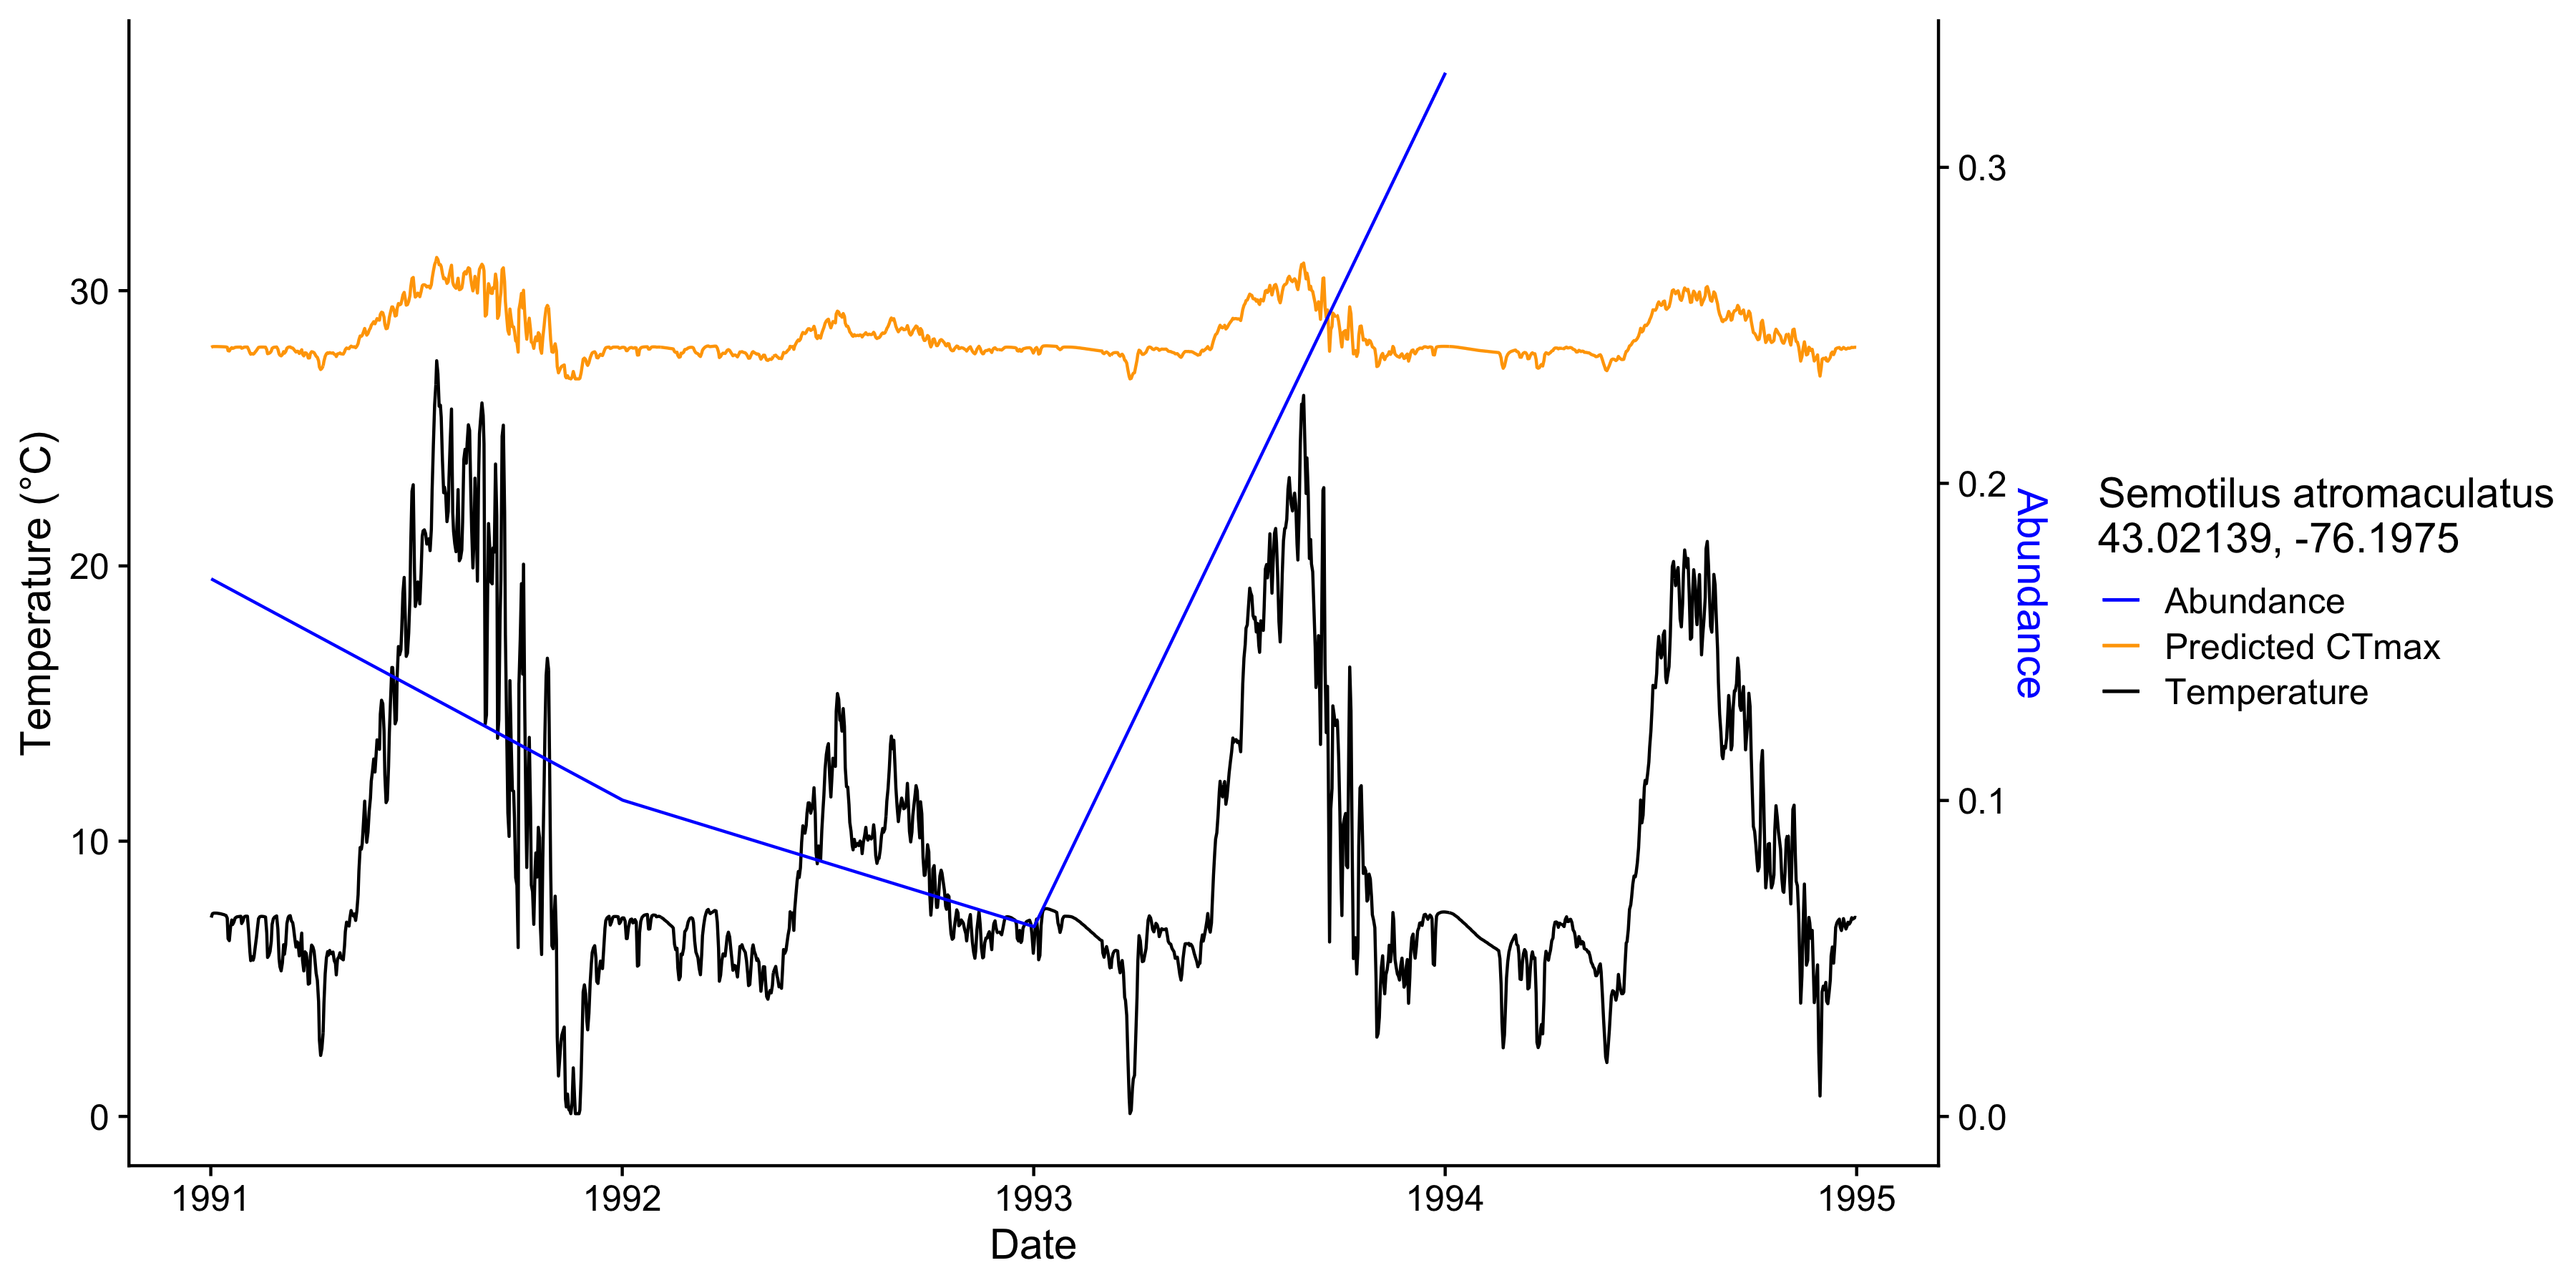 Temperature (°C)
30
20
10
0
1991
1992
1993
1994
1995
Date
0.3
0.2
0.1
0.0
Abundance
Semotilus atromaculatus
43.02139, -76.1975
Abundance
Predicted CTmax
Temperature